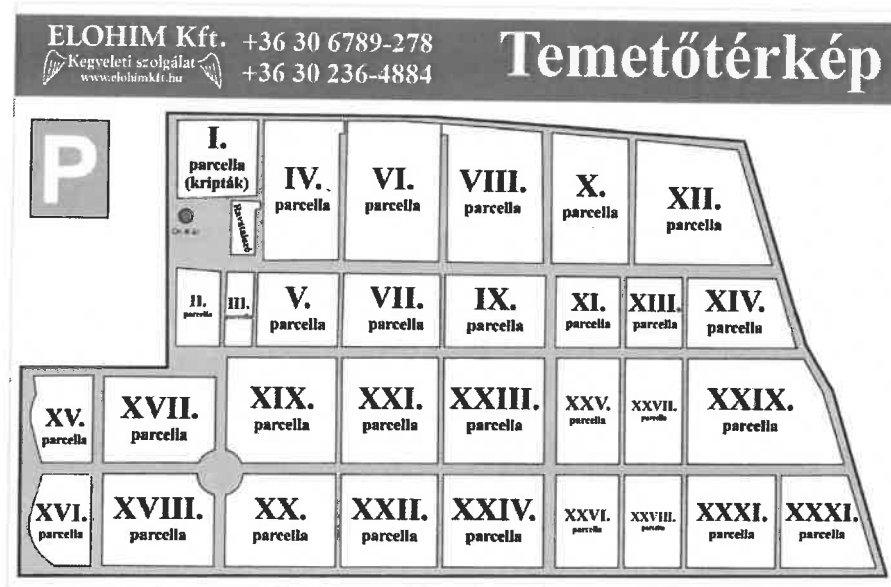 ELOHIM Kft.
Kegyeleti szolgálat
www.elohimkft.hu
+36 30 6789-278
+36 30 236-4884
Temetőtérkép
P
I.
parcella
(kripták)
IV.
parcella
VI.
parcella
VIII.
parcella
X.
parcella
XII.
parcella
Ravatalozó
II.
parcella
III.
V.
parcella
VII.
parcella
IX.
parcella
XI.
parcella
XIII.
parcella
XIV.
parcella
XV.
parcella
XVII.
parcella
XIX.
parcella
XXI.
parcella
XXIII.
parcella
XXV.
parcella
XXVII.
parcella
XXIX.
parcella
XVI.
parcella
XVIII.
parcella
XX.
parcella
XXII.
parcella
XXIV.
parcella
XXVI.
parcella
XXVIII.
parcella
XXXI.
parcella
XXXI.
parcella